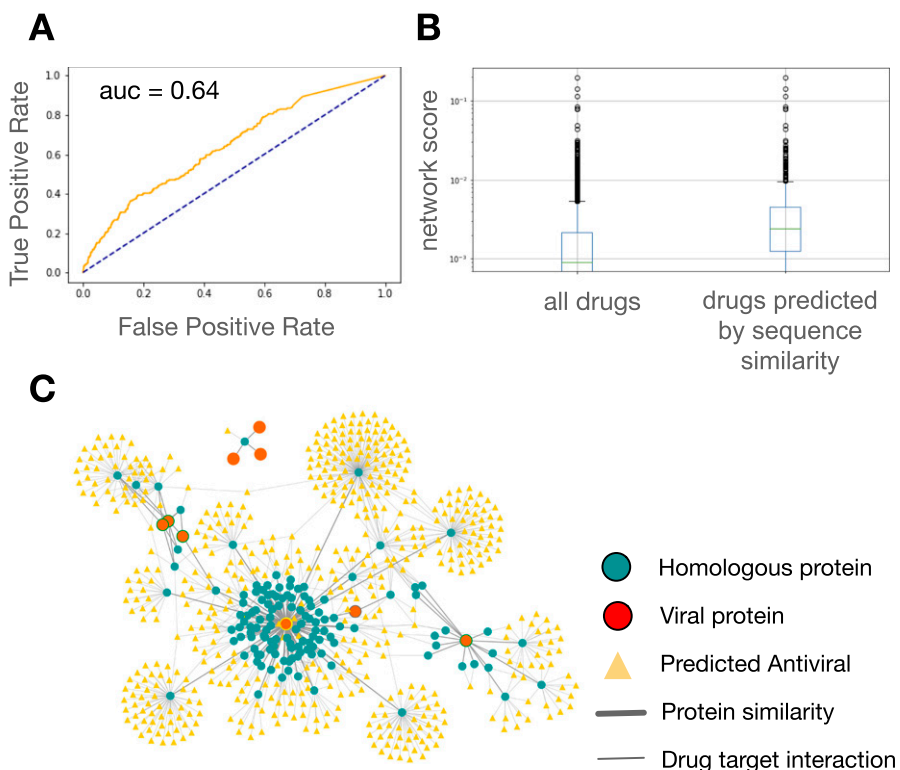 A
B
auc = 0.64
True Positive Rate
1.0
0.8
0.6
0.4
0.2
0.0
0.0 0.2 0.4 0.6 0.8 1.0
False Positive Rate
network score
10⁻¹
10⁻²
10⁻³
all drugs
drugs predicted
by sequence
similarity
C
Homologous protein
Viral protein
Predicted Antiviral
Protein similarity
Drug target interaction